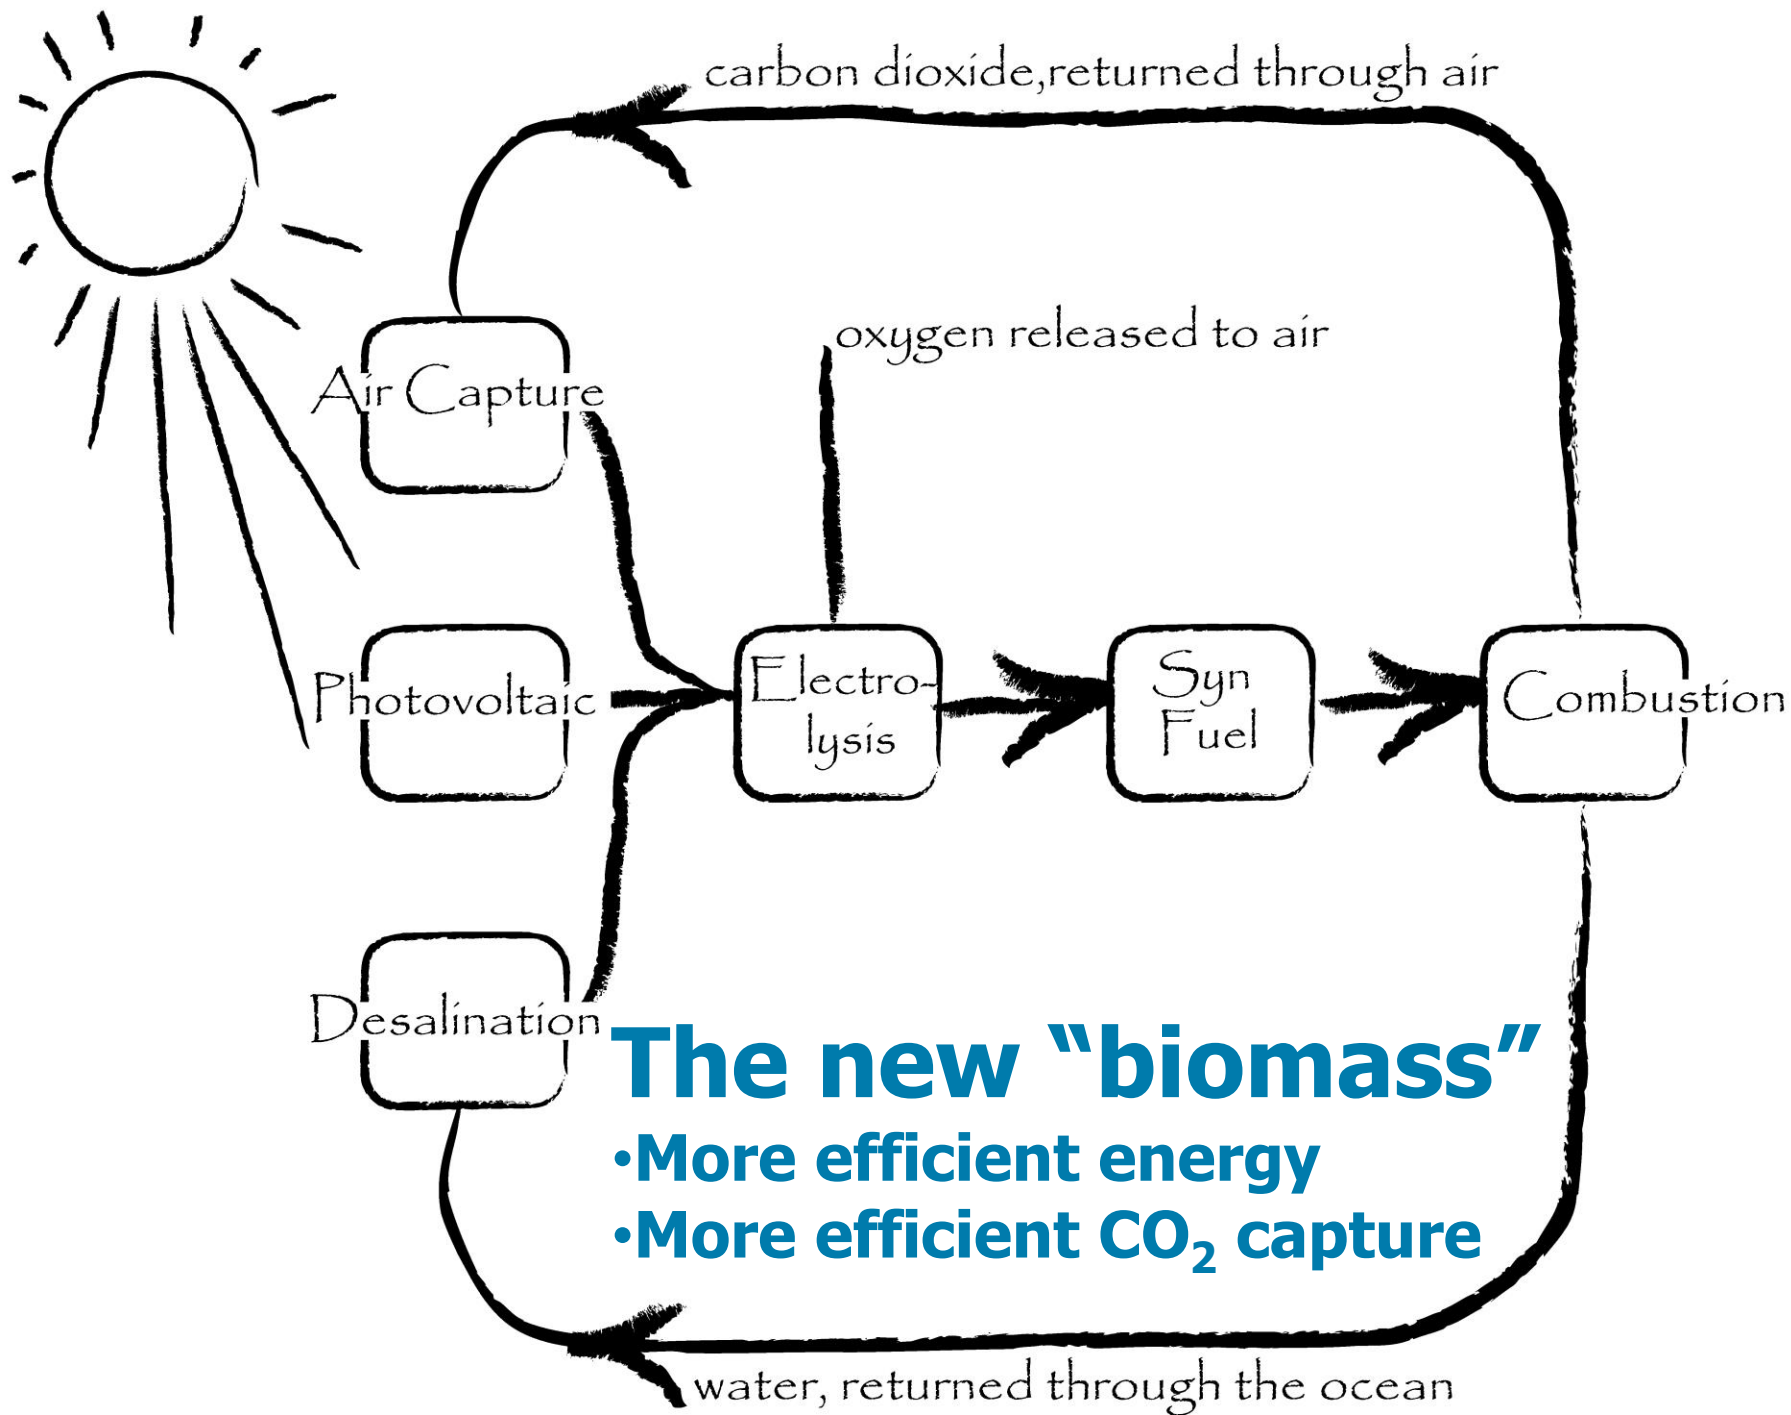 carbon dioxide,returned through air
oxygen released to air
Air Capture
Photovoltaic
Electro-
lysis
Syn
Fuel
Combustion
Desalination
The new “biomass”
•More efficient energy
•More efficient CO₂ capture
water, returned through the ocean